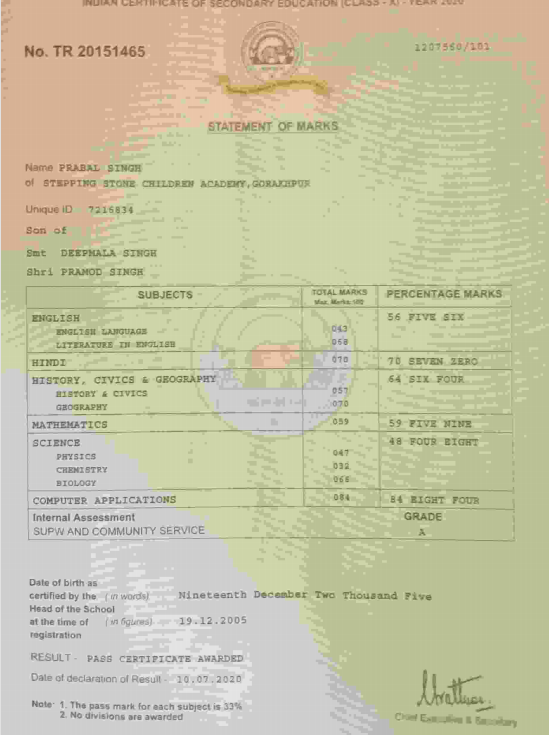 INDIAN CERTIFICATE OF SECONDARY EDUCATION (CLASS - X) - YEAR 2020
No. TR 20151465 1207560/101
STATEMENT OF MARKS
Name PRABAL SINGH
of STEPPING STONE CHILDREN ACADEMY, GORAKHPUR
Unique ID 7216834
Son of
Smt DEEPMALA SINGH
Shri PRAMOD SINGH
SUBJECTS TOTAL MARKS PERCENTAGE MARKS
Max. Marks 100
ENGLISH 56 FIVE SIX
ENGLISH LANGUAGE 043
LITERATURE IN ENGLISH 068
HINDI 070 70 SEVEN ZERO
HISTORY, CIVICS & GEOGRAPHY 64 SIX FOUR
HISTORY & CIVICS 057
GEOGRAPHY 070
MATHEMATICS 059 59 FIVE NINE
SCIENCE 48 FOUR EIGHT
PHYSICS 047
CHEMISTRY 032
BIOLOGY 066
COMPUTER APPLICATIONS 084 84 EIGHT FOUR
Internal Assessment GRADE
SUPW AND COMMUNITY SERVICE A
Date of birth as
certified by the (in words) Nineteenth December Two Thousand Five
Head of the School
at the time of (in figures) 19.12.2005
registration
RESULT - PASS CERTIFICATE AWARDED
Date of declaration of Result - 10.07.2020
Note: 1. The pass mark for each subject is 33%
2. No divisions are awarded
Chief Executive & Secretary